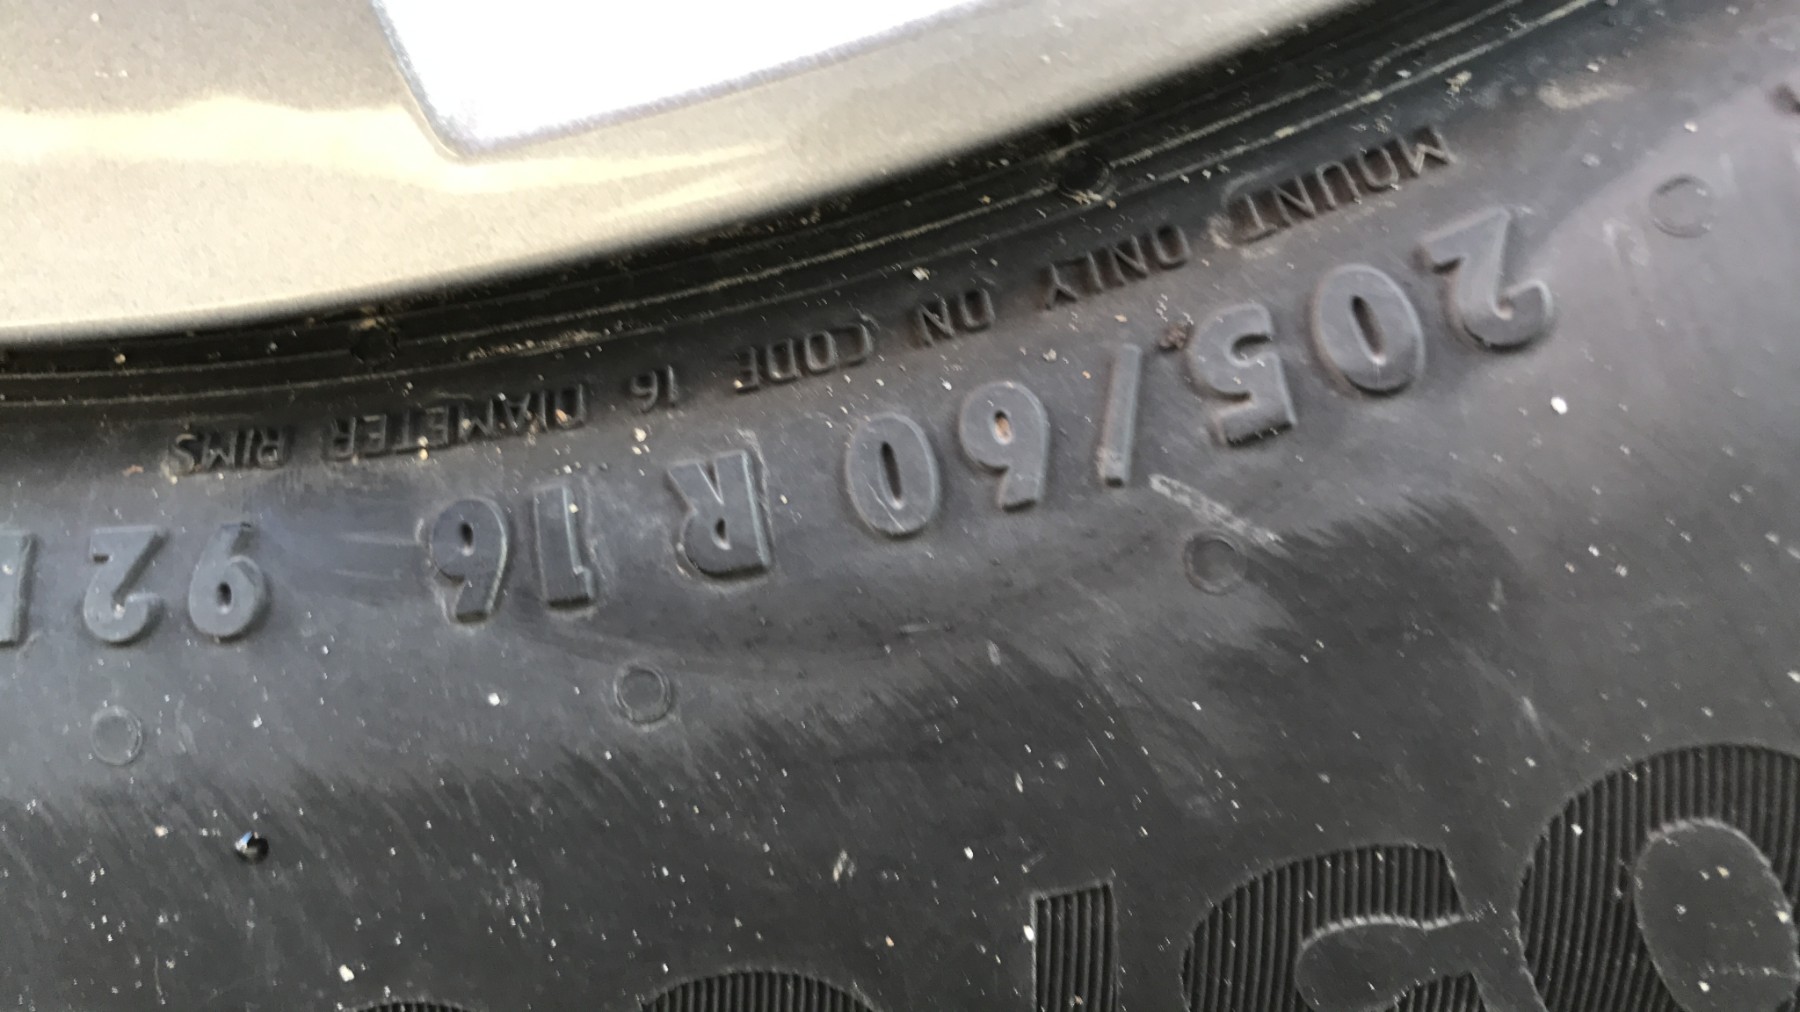 MOUNT ONLY ON CODE 16 DIAMETER RIMS
205/60 R 16 92